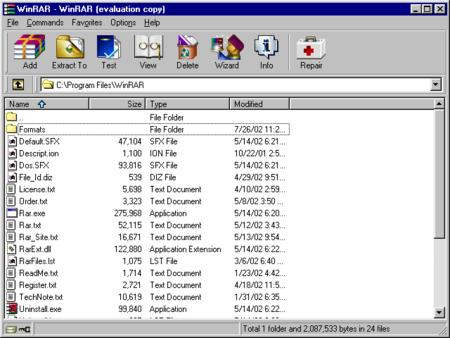 WinRAR - WinRAR (evaluation copy)
File Commands Favorites Options Help
Add Extract To Test View Delete Wizard Info Repair
C:\Program Files\WinRAR
Name Size Type Modified
.. File Folder
Formats File Folder 7/26/02 11:2...
Default.SFX 47,104 SFX File 5/14/02 6:21...
Descript.ion 1,100 ION File 10/22/01 2:5...
Dos.SFX 93,816 SFX File 5/14/02 6:21...
File_Id.diz 539 DIZ File 4/29/02 9:51...
License.txt 5,698 Text Document 4/10/02 2:59...
Order.txt 3,323 Text Document 5/8/02 3:50 ...
Rar.exe 275,968 Application 5/14/02 6:20...
Rar.txt 52,115 Text Document 5/12/02 3:43...
Rar_Site.txt 16,671 Text Document 5/13/02 9:54...
RarExt.dll 122,880 Application Extension 5/14/02 6:22...
RarFiles.lst 1,075 LST File 3/6/02 6:40 ...
ReadMe.txt 1,714 Text Document 1/23/02 4:42...
Register.txt 2,721 Text Document 4/18/02 11:5...
TechNote.txt 10,619 Text Document 1/31/02 6:35...
Uninstall.exe 99,840 Application 5/14/02 6:22...
Total 1 folder and 2,087,533 bytes in 24 files